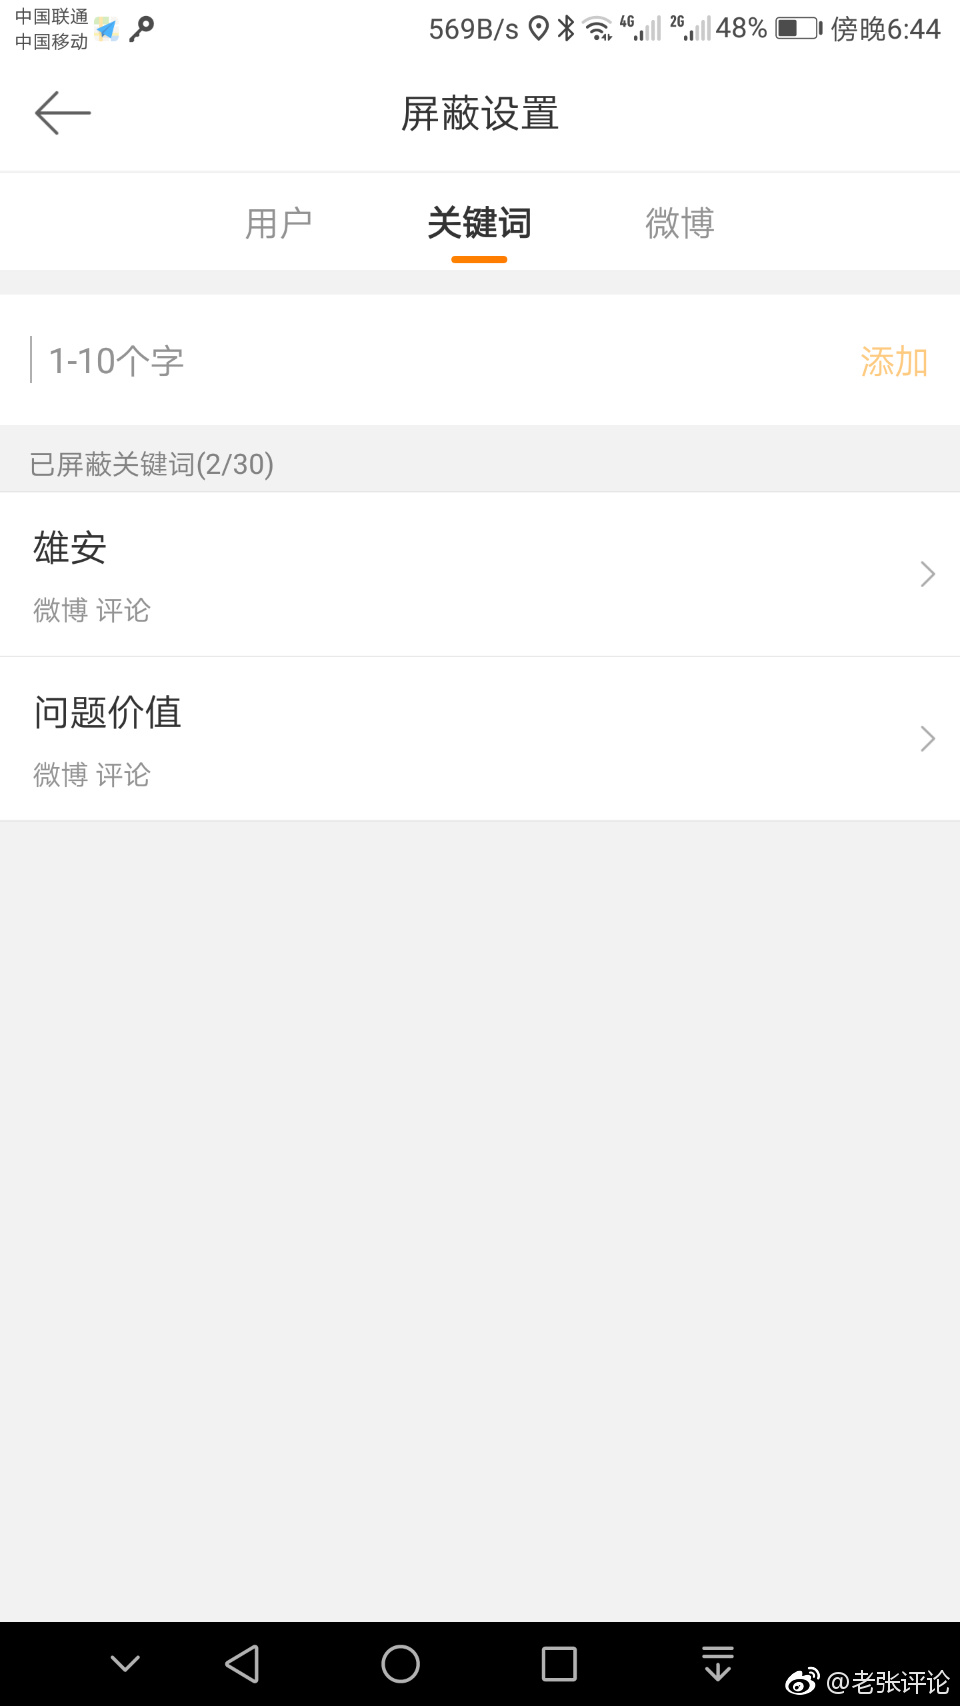 中国联通
中国移动
569B/s 4G 2G 48% 傍晚6:44
屏蔽设置
用户 关键词 微博
1-10个字 添加
已屏蔽关键词(2/30)
雄安
微博 评论
问题价值
微博 评论
@老张评论